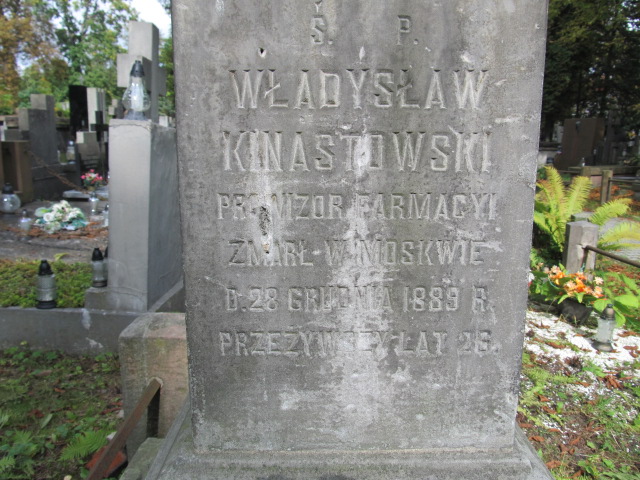 Ś. P.
WŁADYSŁAW
KINASTOWSKI
PROWIZOR FARMACYI
ZMARŁ W MOSKWIE
D. 28 GRUDNIA 1889 R.
PRZEŻYWSZY LAT 26.